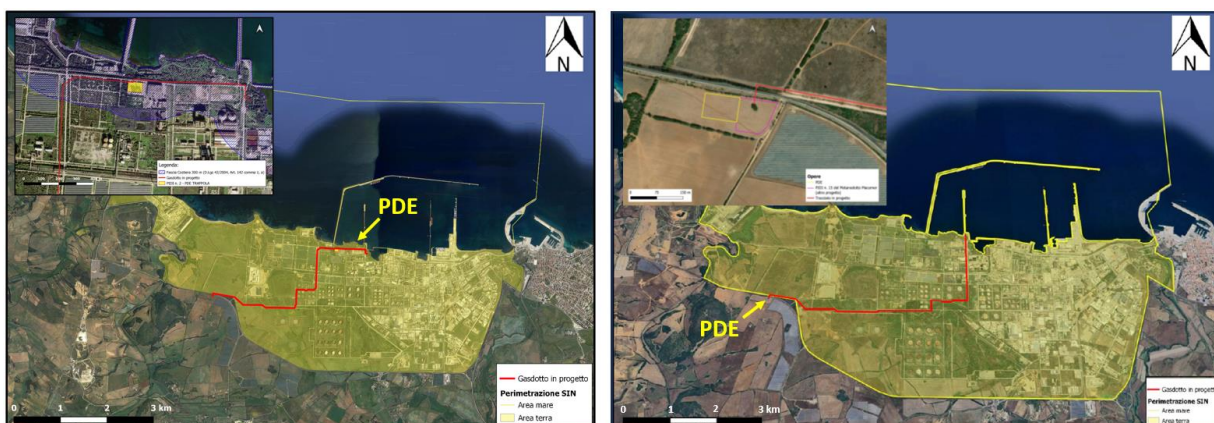 N
Legenda:
Gasdotto in progetto
PDE
0 1 2 3 km
Gasdotto in progetto
Perimetrazione SIN
Area mare
Area terra
N
Opere
PDE
Tracciato in progetto
PDE
0 1 2 3 km
Gasdotto in progetto
Perimetrazione SIN
Area mare
Area terra